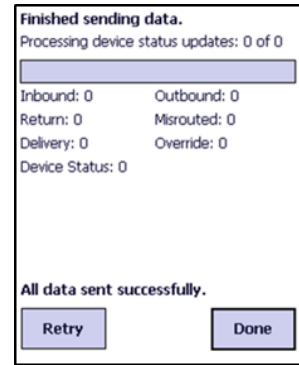 Finished sending data.
Processing device status updates: 0 of 0
Inbound: 0 Outbound: 0
Return: 0 Misrouted: 0
Delivery: 0 Override: 0
Device Status: 0
All data sent successfully.
Retry Done